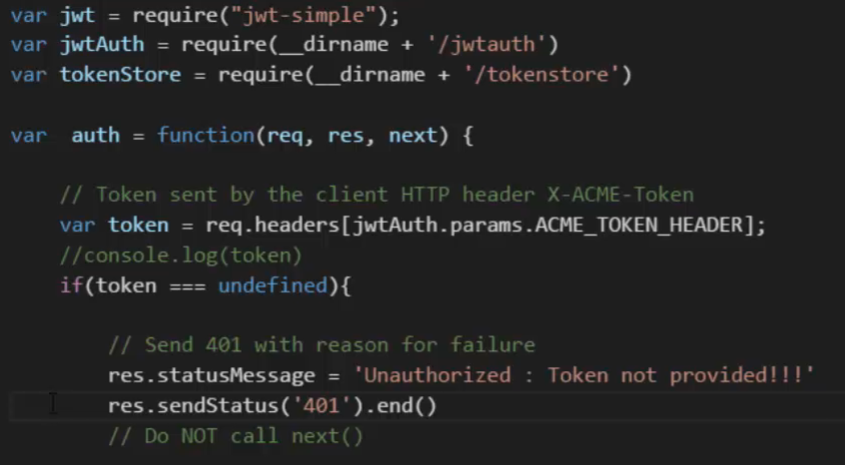 var jwt = require("jwt-simple");
var jwtAuth = require(__dirname + '/jwtauth')
var tokenStore = require(__dirname + '/tokenstore')
var  auth = function(req, res, next) {
// Token sent by the client HTTP header X-ACME-Token
var token = req.headers[jwtAuth.params.ACME_TOKEN_HEADER];
//console.log(token)
if(token === undefined){
// Send 401 with reason for failure
res.statusMessage = 'Unauthorized : Token not provided!!!'
res.sendStatus('401').end()
// Do NOT call next()